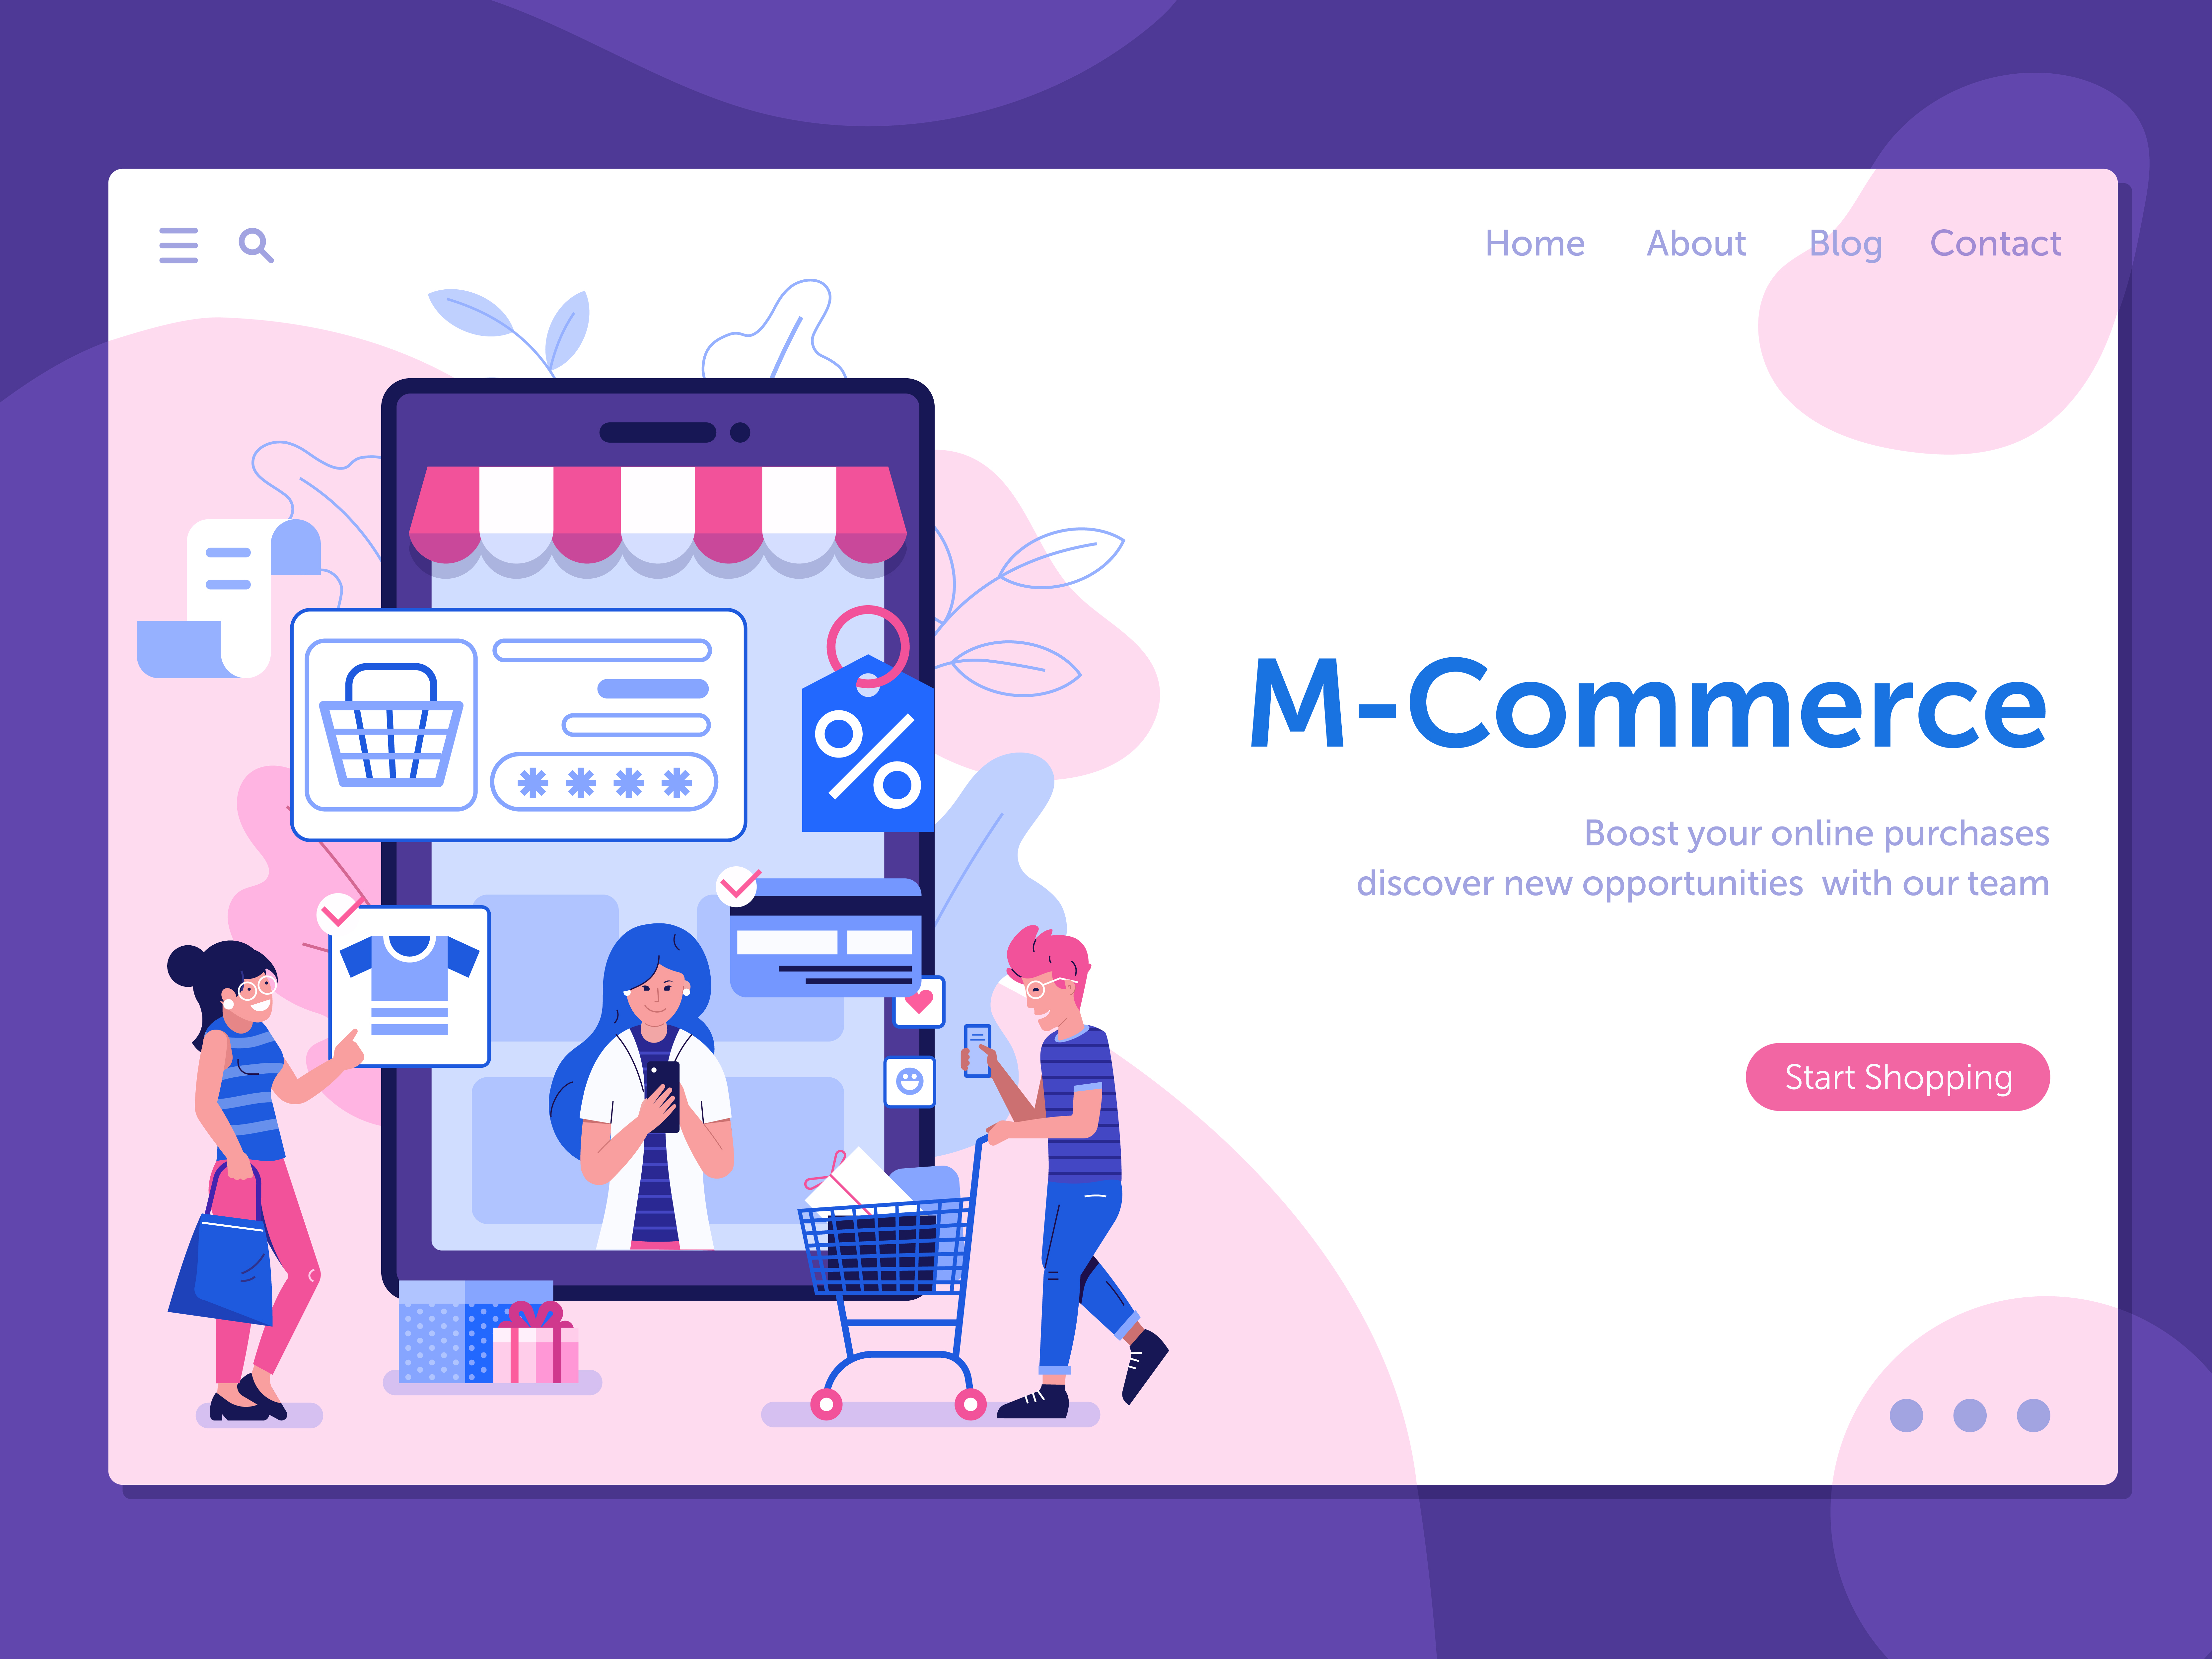 Home About Blog Contact
M-Commerce
Boost your online purchases
discover new opportunities with our team
Start Shopping